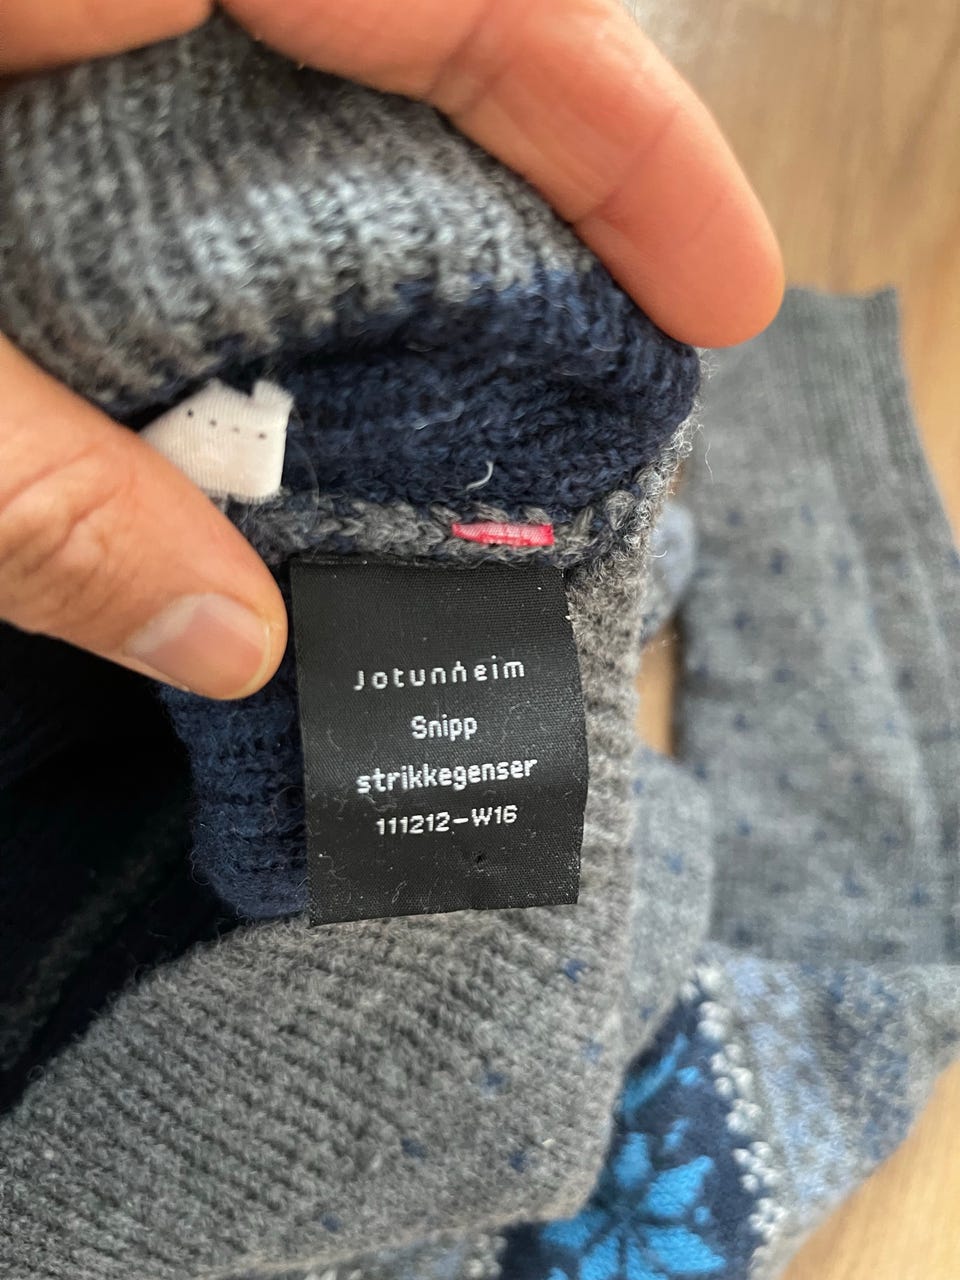 Jotunheim
Snipp
strikkegenser
111212-W16